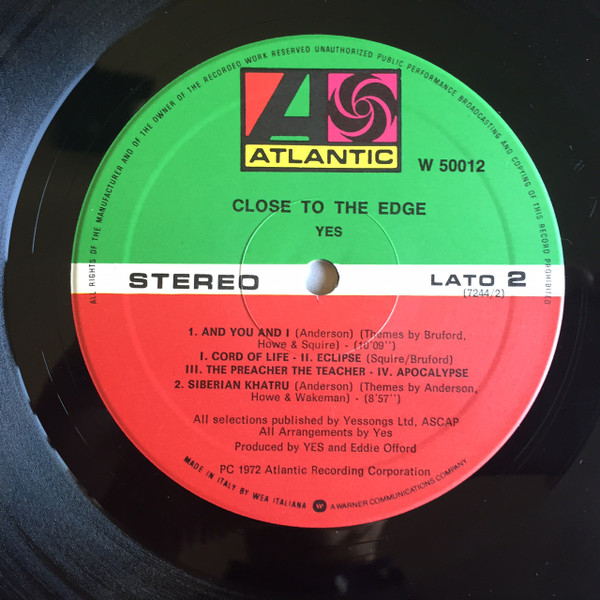 ALL RIGHTS OF THE MANUFACTURER AND OF THE OWNER OF THE RECORDED WORK RESERVED UNAUTHORIZED PUBLIC PERFORMANCE BROADCASTING AND COPYING OF THIS RECORD PROHIBITED
ATLANTIC
W 50012
CLOSE TO THE EDGE
YES
STEREO
LATO 2
(7244/2)
1. AND YOU AND I (Anderson) (Themes by Bruford,
Howe & Squire) - (10'09'')
I. CORD OF LIFE - II. ECLIPSE (Squire/Bruford)
III. THE PREACHER THE TEACHER - IV. APOCALYPSE
2. SIBERIAN KHATRU (Anderson) (Themes by Anderson,
Howe & Wakeman) - (8'57'')
All selections published by Yessongs Ltd, ASCAP
All Arrangements by Yes
Produced by YES and Eddie Offord
PC 1972 Atlantic Recording Corporation
MADE IN ITALY BY WEA ITALIANA W A WARNER COMMUNICATIONS COMPANY